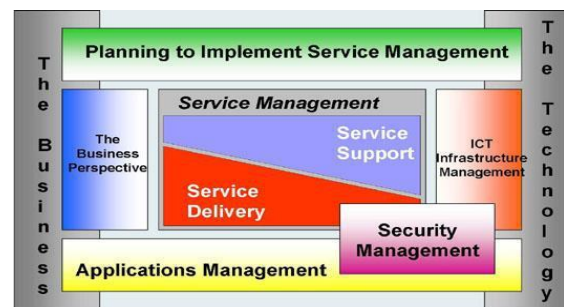 The Business
Planning to Implement Service Management
The Technology
The
Business
Perspective
Service Management
Service
Support
Service
Delivery
ICT
Infrastructure
Management
Security
Management
Applications Management